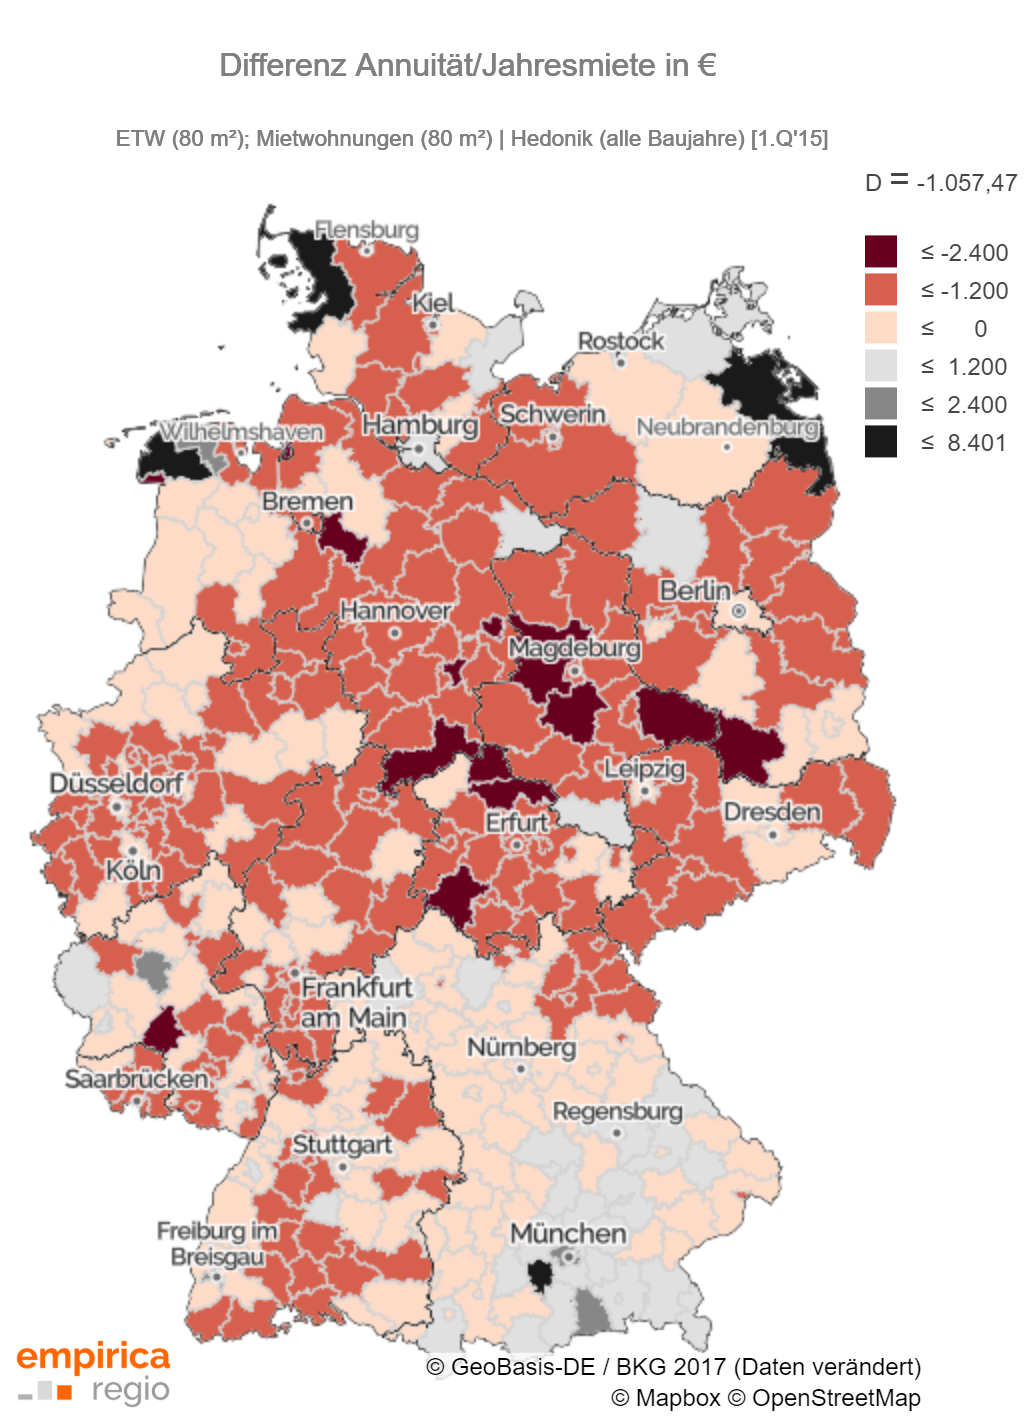 Differenz Annuität/Jahresmiete in €
ETW (80 m²); Mietwohnungen (80 m²) | Hedonik (alle Baujahre) [1.Q'15]
D = -1.057,47
≤ -2.400
≤ -1.200
≤ 0
≤ 1.200
≤ 2.400
≤ 8.401
Flensburg
Kiel
Rostock
Hamburg
Schwerin
Neubrandenburg
Wilhelmshaven
Bremen
Berlin
Hannover
Magdeburg
Leipzig
Düsseldorf
Dresden
Erfurt
Köln
Frankfurt
am Main
Nürnberg
Saarbrücken
Regensburg
Stuttgart
Freiburg im
Breisgau
München
empirica
regio
© GeoBasis-DE / BKG 2017 (Daten verändert)
© Mapbox © OpenStreetMap